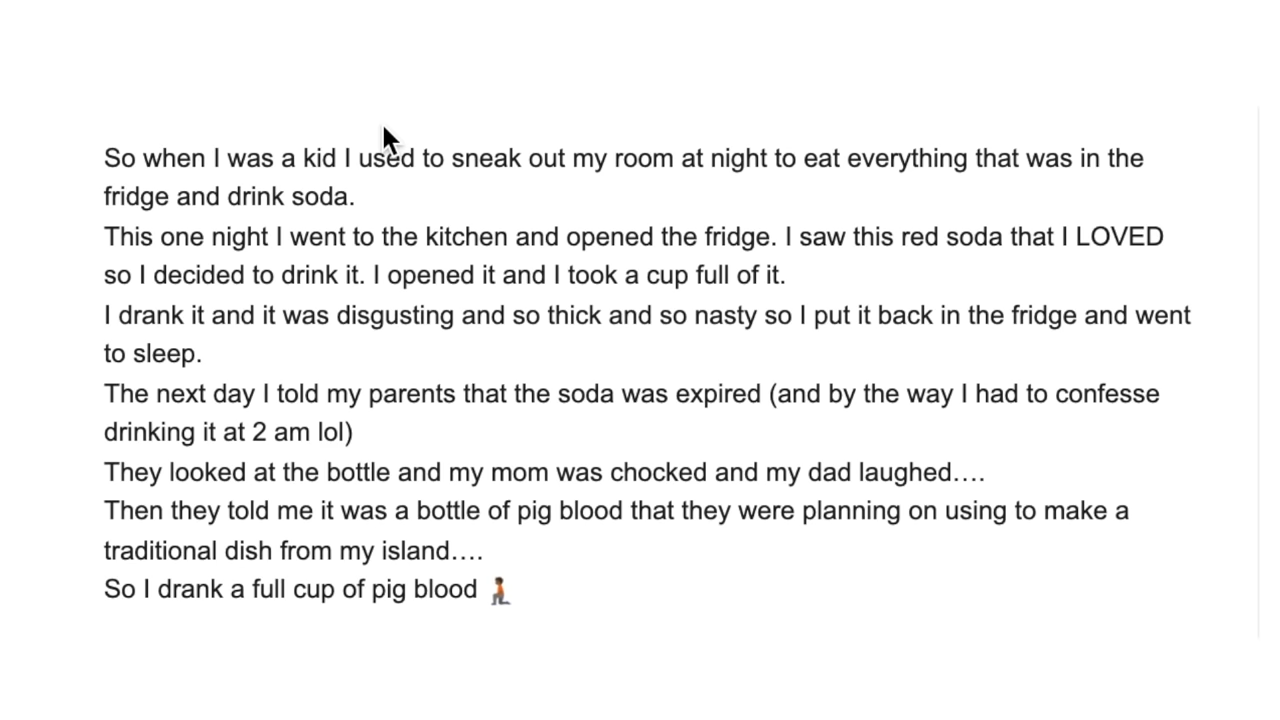 So when I was a kid I used to sneak out my room at night to eat everything that was in the
fridge and drink soda.
This one night I went to the kitchen and opened the fridge. I saw this red soda that I LOVED
so I decided to drink it. I opened it and I took a cup full of it.
I drank it and it was disgusting and so thick and so nasty so I put it back in the fridge and went
to sleep.
The next day I told my parents that the soda was expired (and by the way I had to confesse
drinking it at 2 am lol)
They looked at the bottle and my mom was chocked and my dad laughed….
Then they told me it was a bottle of pig blood that they were planning on using to make a
traditional dish from my island….
So I drank a full cup of pig blood 🧎🏾